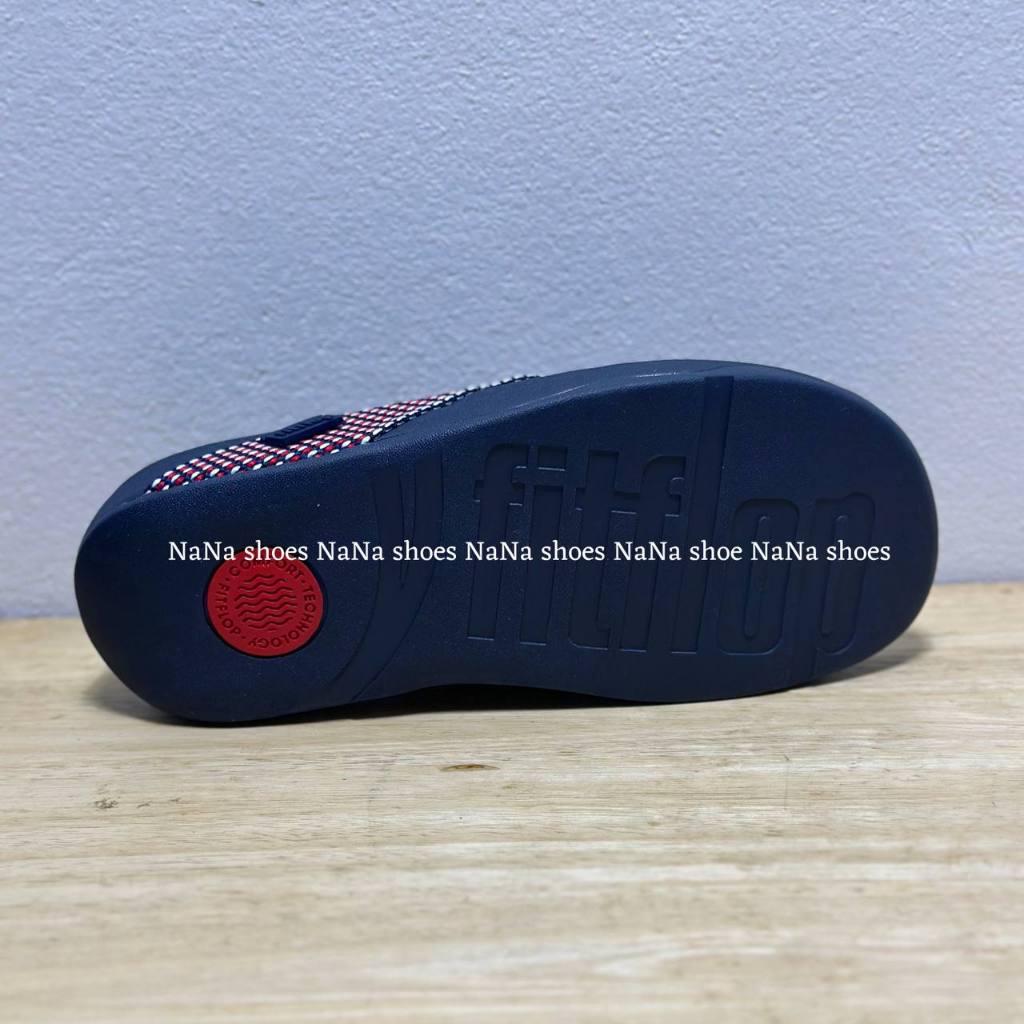 fitflop
NaNa shoes NaNa shoes NaNa shoes NaNa shoe NaNa shoes
COMFORT · TECHNOLOGY · FITFLOP ·